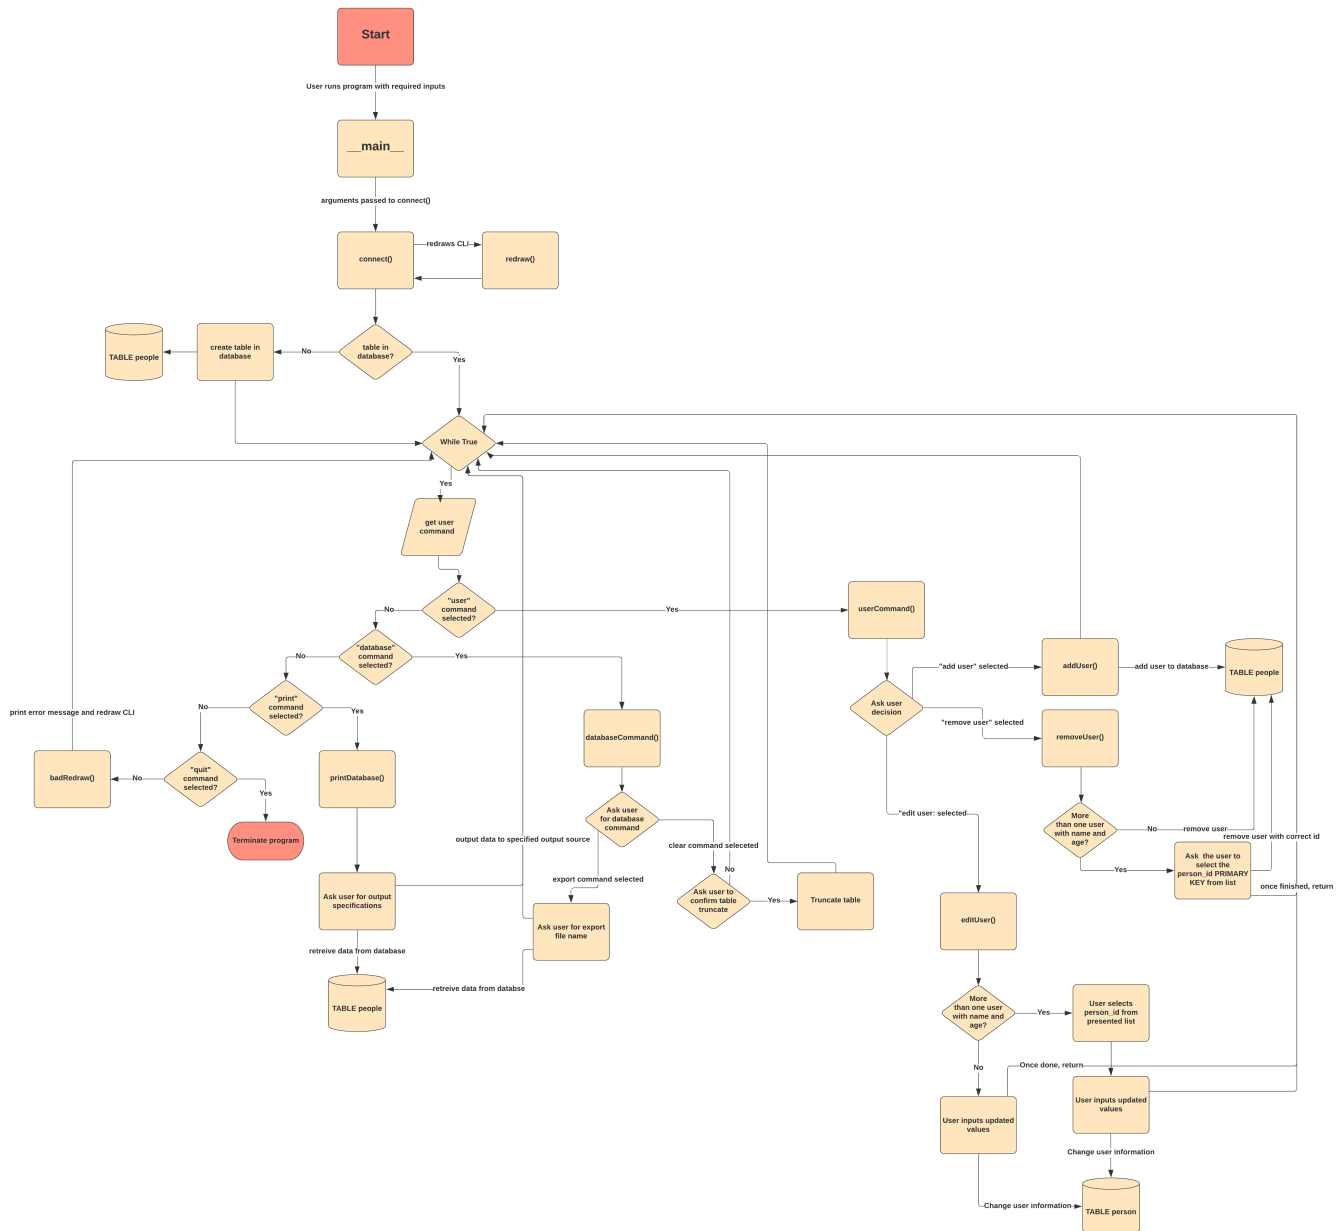 Start
User runs program with required inputs
__main__
arguments passed to connect()
connect()
redraws CLI
redraw()
TABLE people
create table in
database
No
table in
database?
Yes
While True
Yes
get user
command
"user"
command
selected?
No
Yes
userCommand()
"database"
command
selected?
No
Yes
"print"
command
selected?
No
Yes
print error message and redraw CLI
badRedraw()
No
"quit"
command
selected?
Yes
Terminate program
printDatabase()
Ask user for output
specifications
retreive data from database
TABLE people
output data to specified output source
databaseCommand()
Ask user
for database
command
export command selected
Ask user for export
file name
retreive data from databse
clear command seleceted
Ask user to
confirm table
truncate
No
Yes
Truncate table
Ask user
decision
"add user" selected
addUser()
add user to database
TABLE people
"remove user" selected
removeUser()
More
than one user
with name and
age?
No
remove user
Yes
Ask  the user to
select the
person_id PRIMARY
KEY from list
remove user with correct id
once finished, return
"edit user: selected
editUser()
More
than one user
with name and
age?
Yes
User selects
person_id from
presented list
No
Once done, return
User inputs updated
values
User inputs updated
values
Change user information
Change user information
TABLE person